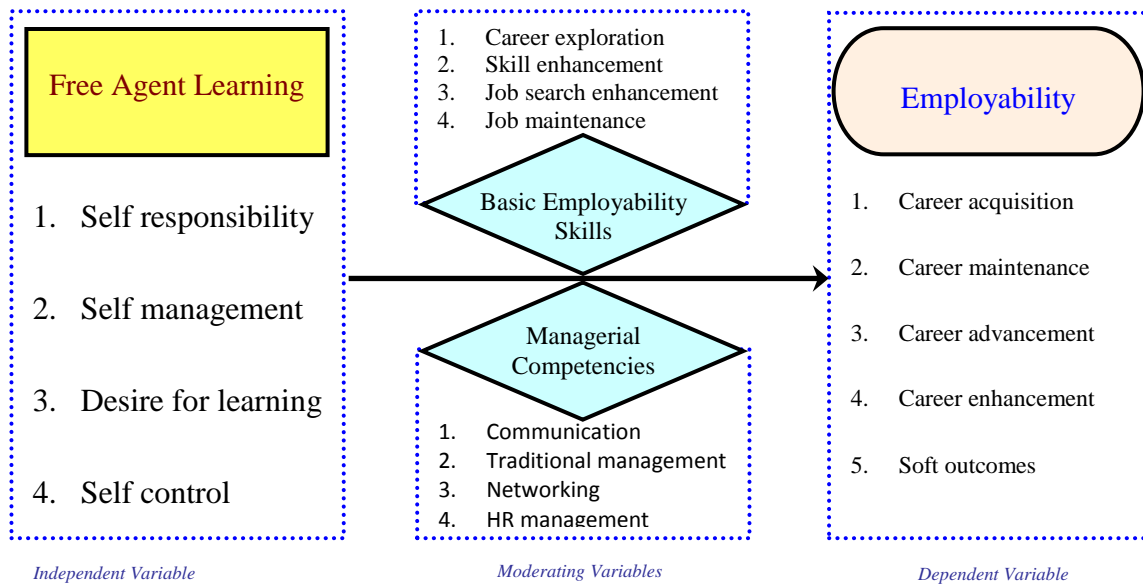 Free Agent Learning
1. Self responsibility
2. Self management
3. Desire for learning
4. Self control
Independent Variable
1. Career exploration
2. Skill enhancement
3. Job search enhancement
4. Job maintenance
Basic Employability
Skills
Managerial
Competencies
1. Communication
2. Traditional management
3. Networking
4. HR management
Moderating Variables
Employability
1. Career acquisition
2. Career maintenance
3. Career advancement
4. Career enhancement
5. Soft outcomes
Dependent Variable